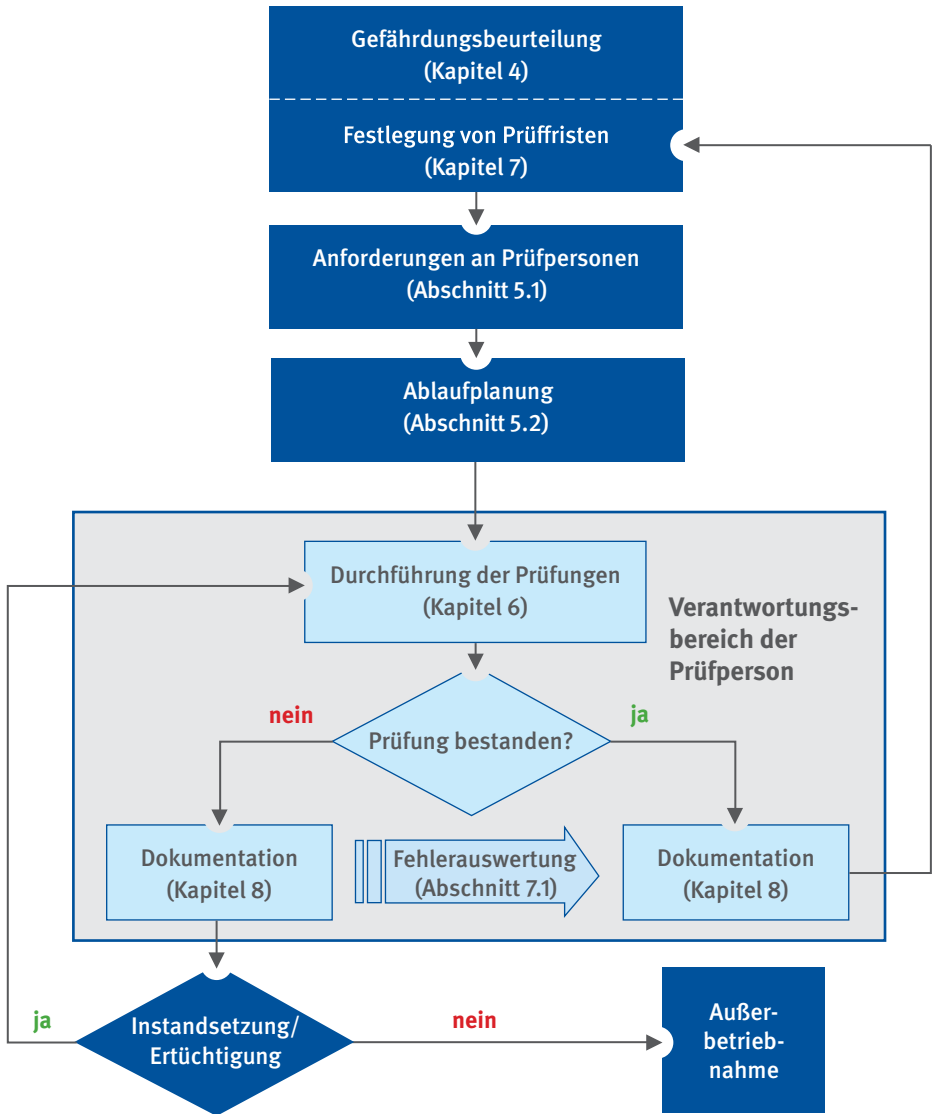 Gefährdungsbeurteilung
(Kapitel 4)
Festlegung von Prüffristen
(Kapitel 7)
Anforderungen an Prüfpersonen
(Abschnitt 5.1)
Ablaufplanung
(Abschnitt 5.2)
Durchführung der Prüfungen
(Kapitel 6)
Verantwortungs-
bereich der
Prüfperson
nein
ja
Prüfung bestanden?
Dokumentation
(Kapitel 8)
Fehlerauswertung
(Abschnitt 7.1)
Dokumentation
(Kapitel 8)
ja
Instandsetzung/
Ertüchtigung
nein
Außer-
betrieb-
nahme